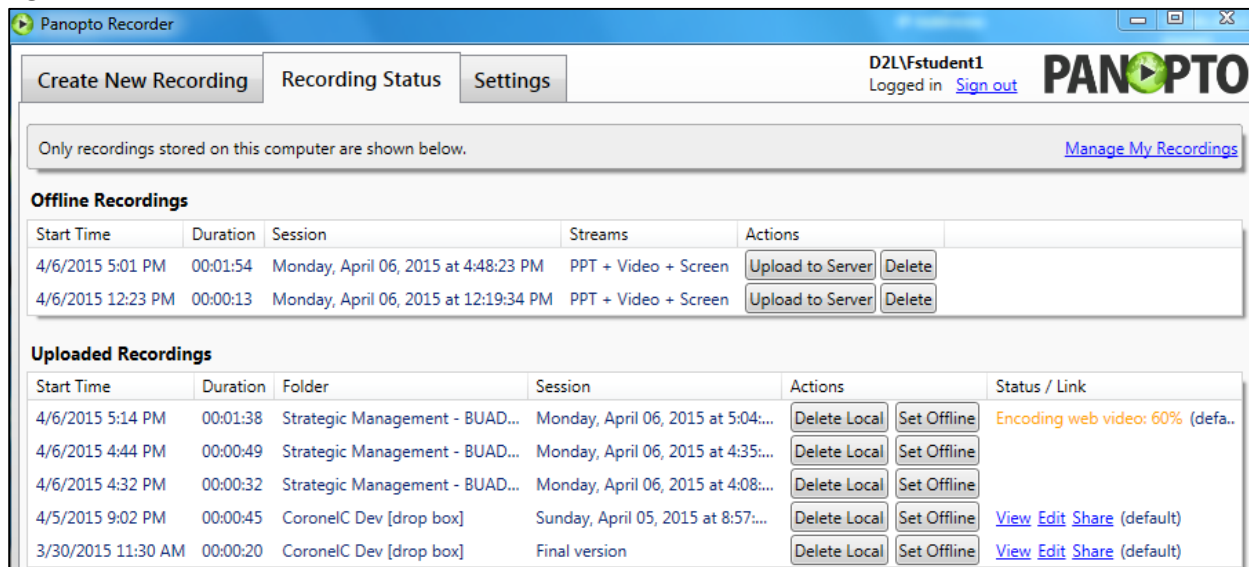 Panopto Recorder
Create New Recording Recording Status Settings D2L\Fstudent1 Logged in Sign out PANOPTO
Only recordings stored on this computer are shown below. Manage My Recordings
Offline Recordings
Start Time Duration Session Streams Actions
4/6/2015 5:01 PM 00:01:54 Monday, April 06, 2015 at 4:48:23 PM PPT + Video + Screen Upload to Server Delete
4/6/2015 12:23 PM 00:00:13 Monday, April 06, 2015 at 12:19:34 PM PPT + Video + Screen Upload to Server Delete
Uploaded Recordings
Start Time Duration Folder Session Actions Status / Link
4/6/2015 5:14 PM 00:01:38 Strategic Management - BUAD... Monday, April 06, 2015 at 5:04:... Delete Local Set Offline Encoding web video: 60% (defa..
4/6/2015 4:44 PM 00:00:49 Strategic Management - BUAD... Monday, April 06, 2015 at 4:35:... Delete Local Set Offline
4/6/2015 4:32 PM 00:00:32 Strategic Management - BUAD... Monday, April 06, 2015 at 4:08:... Delete Local Set Offline
4/5/2015 9:02 PM 00:00:45 CoronelC Dev [drop box] Sunday, April 05, 2015 at 8:57:... Delete Local Set Offline View Edit Share (default)
3/30/2015 11:30 AM 00:00:20 CoronelC Dev [drop box] Final version Delete Local Set Offline View Edit Share (default)